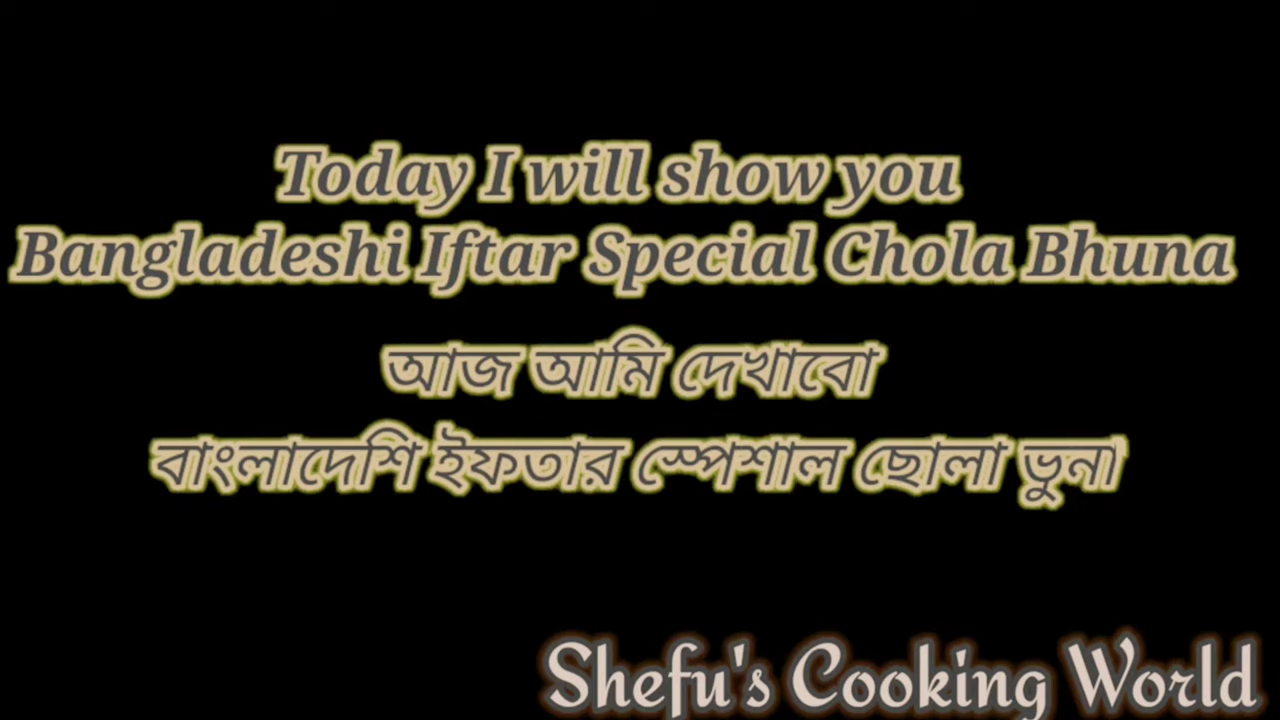 Today I will show you
Bangladeshi Iftar Special Chola Bhuna
আজ আমি দেখাবো
বাংলাদেশি ইফতার স্পেশাল ছোলা ভুনা
Shefu's Cooking World